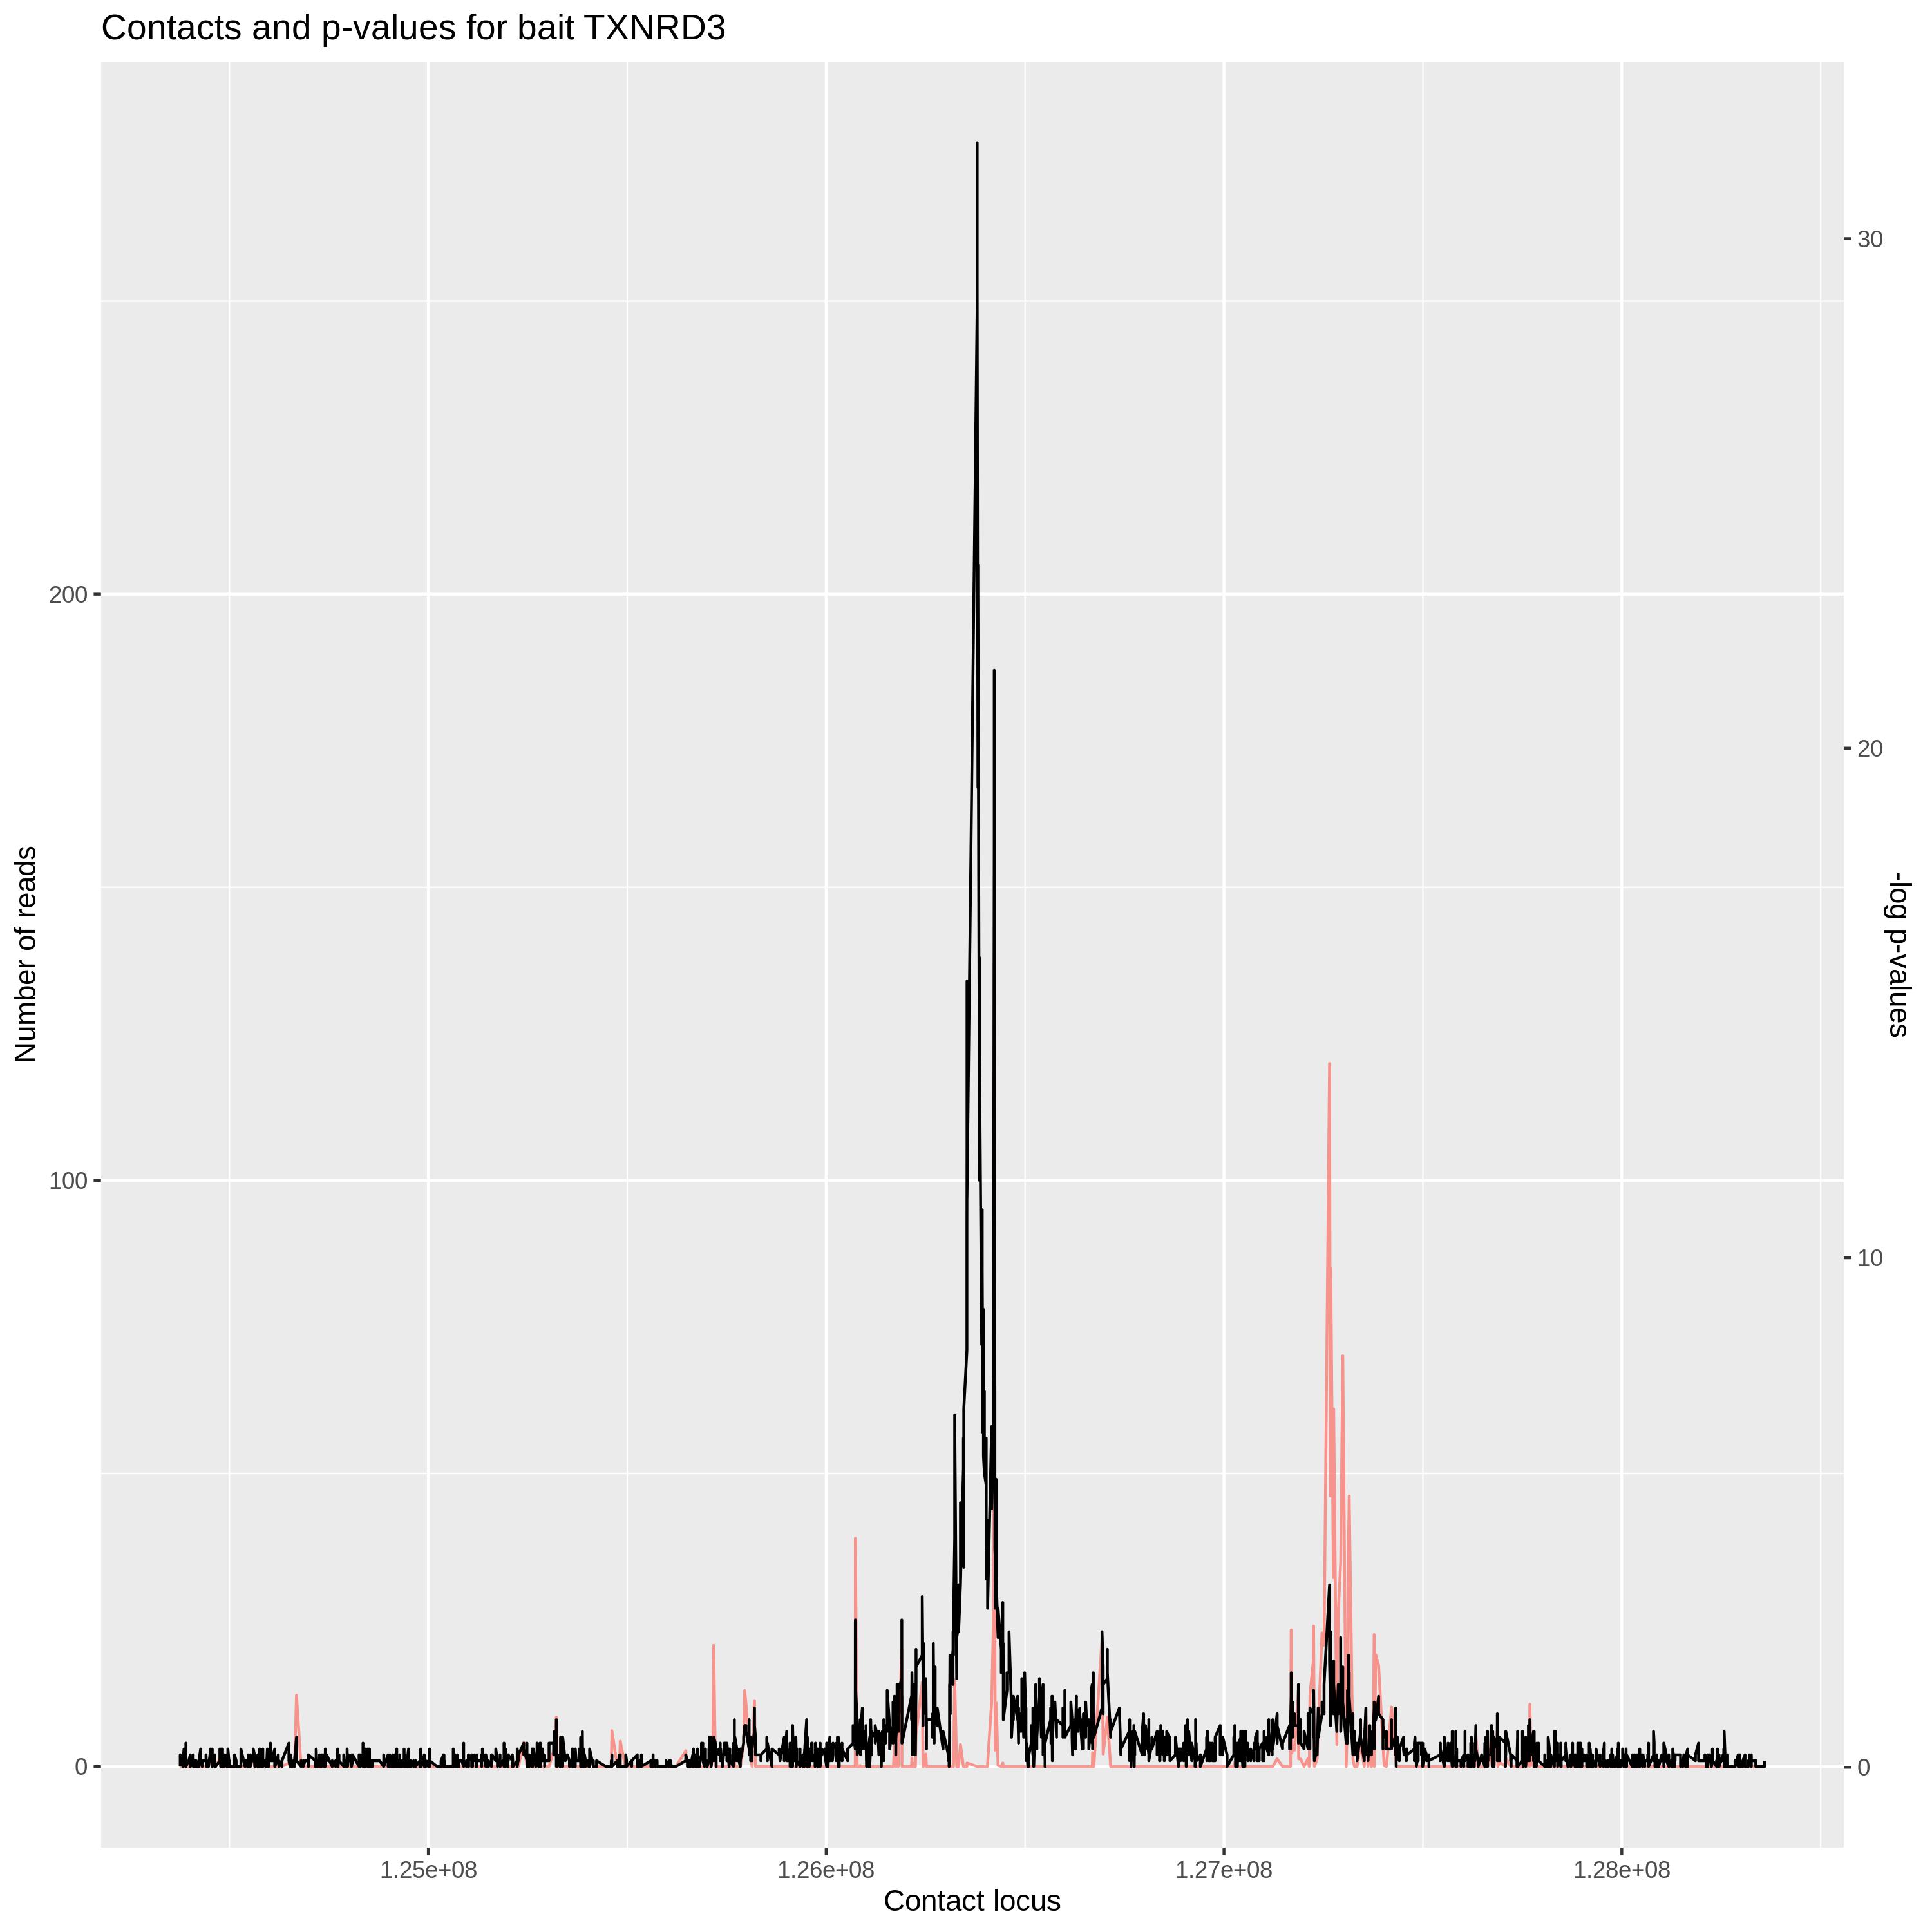 Contacts and p-values for bait TXNRD3
Number of reads
200
100
0
30
20
10
0
-log p-values
1.25e+08
1.26e+08
1.27e+08
1.28e+08
Contact locus